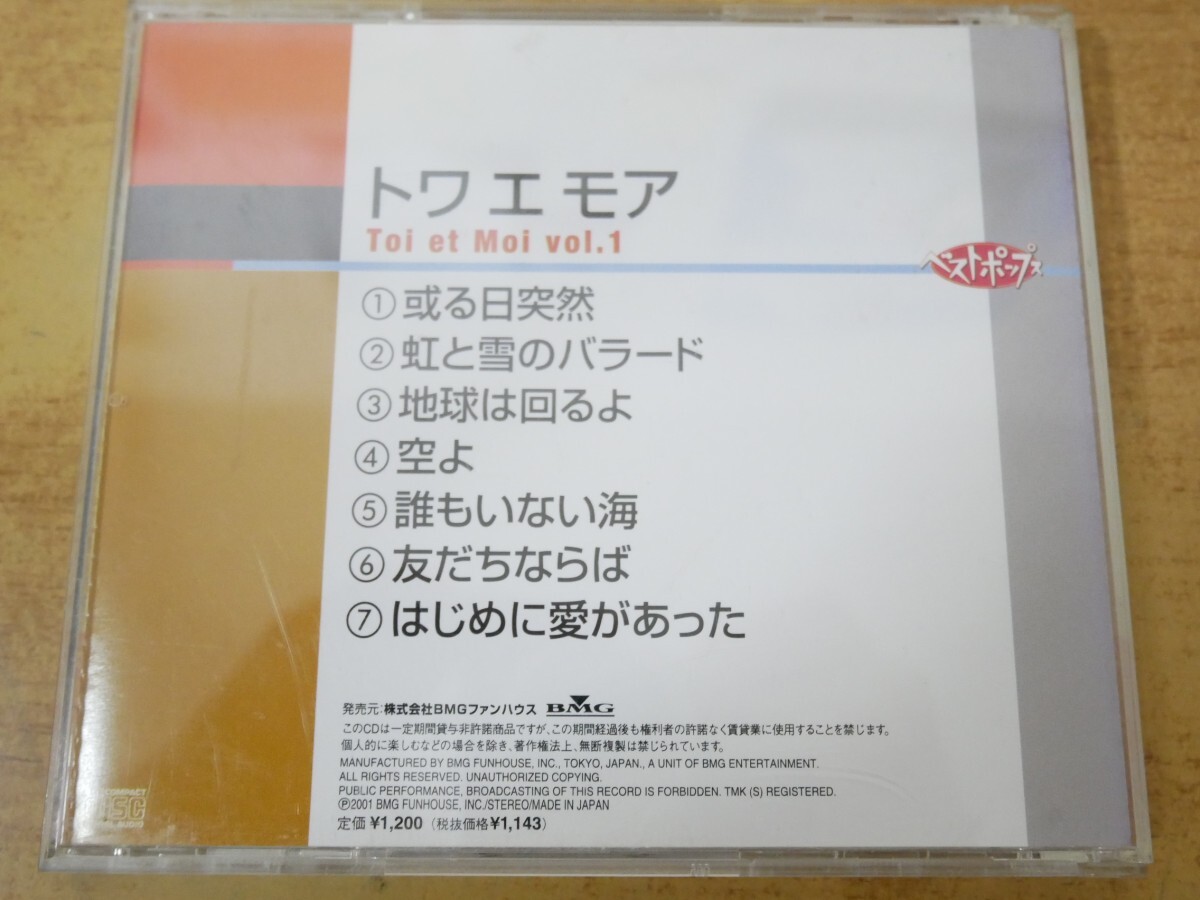 トワ エ モア
Toi et Moi vol.1
ベストポップス
①或る日突然
②虹と雪のバラード
③地球は回るよ
④空よ
⑤誰もいない海
⑥友だちならば
⑦はじめに愛があった
発売元:株式会社BMGファンハウス BMG
このCDは一定期間貸与非許諾商品ですが、この期間経過後も権利者の許諾なく賃貸業に使用することを禁じます。
個人的に楽しむなどの場合を除き、著作権法上、無断複製は禁じられています。
MANUFACTURED BY BMG FUNHOUSE, INC., TOKYO, JAPAN., A UNIT OF BMG ENTERTAINMENT.
ALL RIGHTS RESERVED. UNAUTHORIZED COPYING.
PUBLIC PERFORMANCE, BROADCASTING OF THIS RECORD IS FORBIDDEN. TMK (S) REGISTERED.
Ⓟ2001 BMG FUNHOUSE, INC./STEREO/MADE IN JAPAN
定価¥1,200(税抜価格¥1,143)
COMPACT
DISC